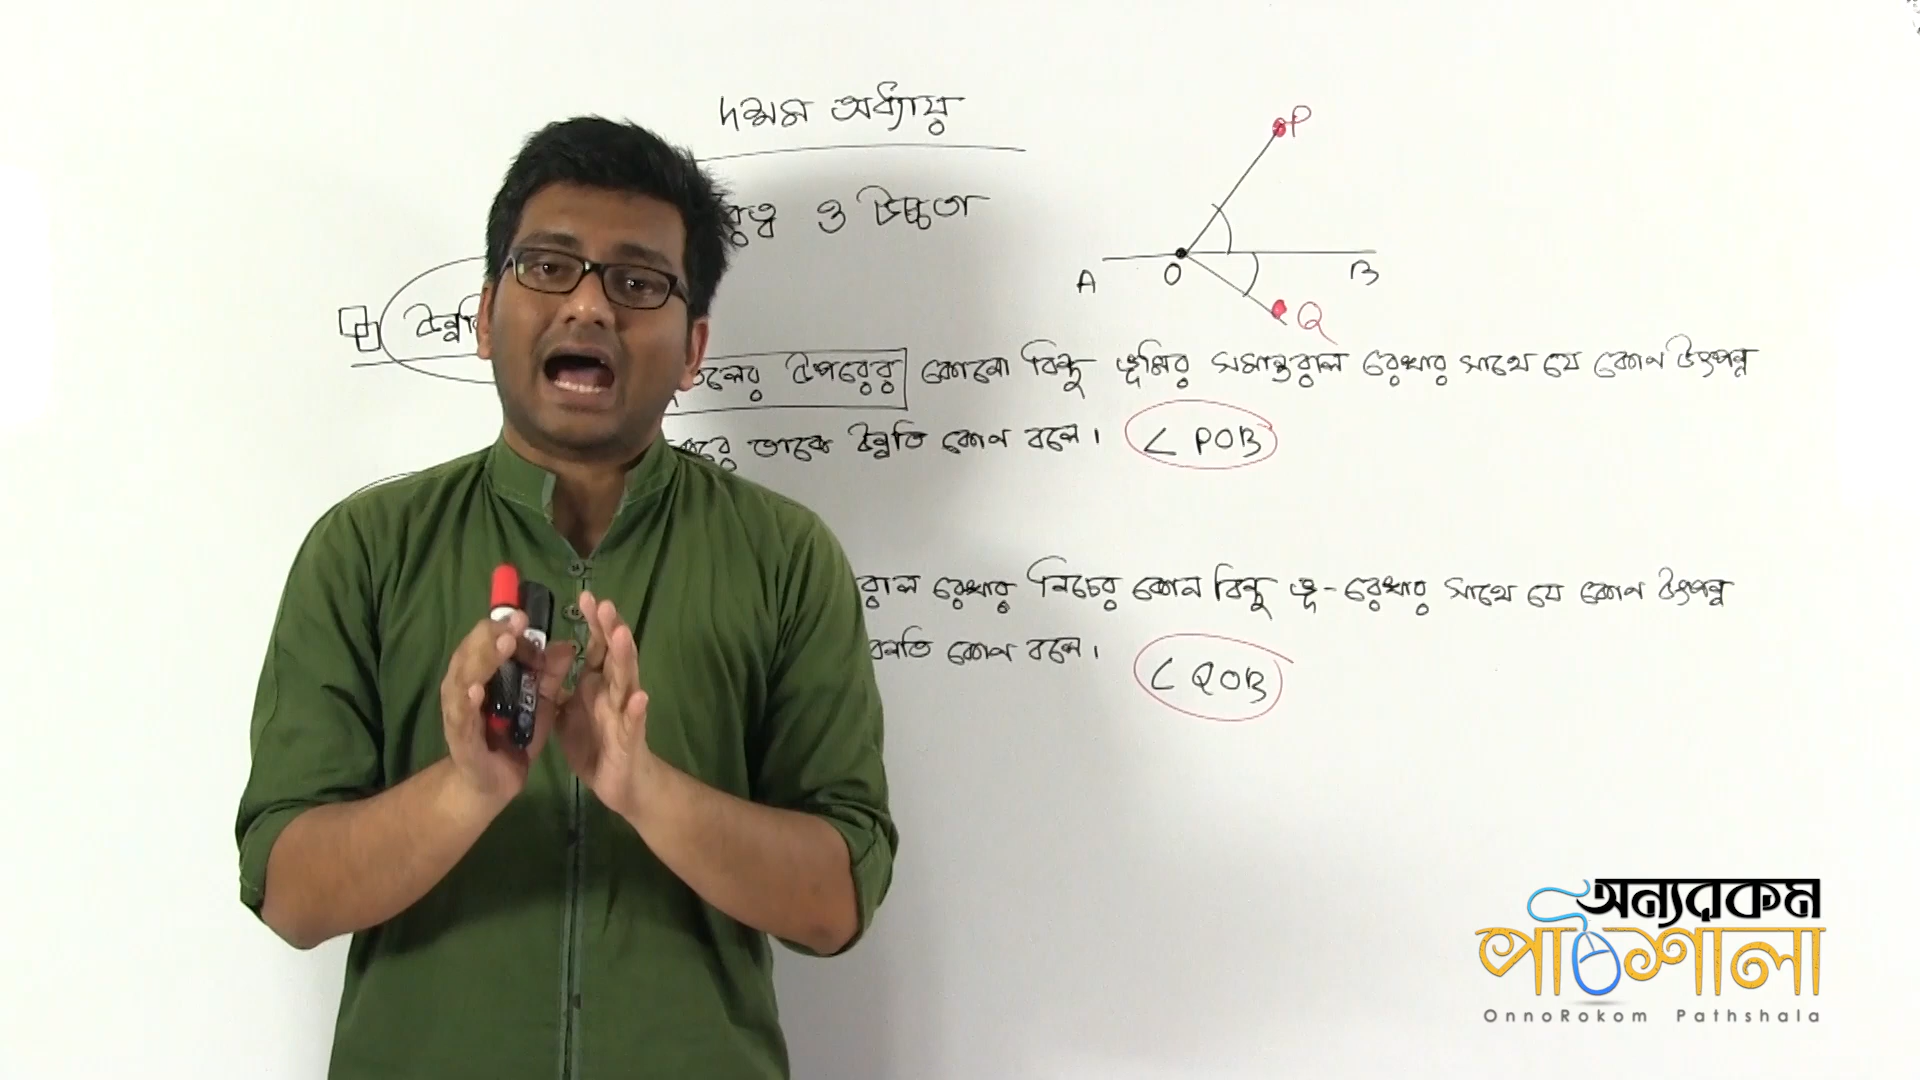 দশম অধ্যায়
ও উচ্চতা
P
A O B
Q
উপরের কোনো বিন্দু ভূমির সমান্তরাল রেখার সাথে যে কোণ উৎপন্ন
তাকে উন্নতি কোণ বলে। < POB
রেখার নিচের কোন বিন্দু ভূ-রেখার সাথে যে কোণ উৎপন্ন
কোণ বলে। < QOB
অন্যরকম
পাঠশালা
OnnoRokom Pathshala